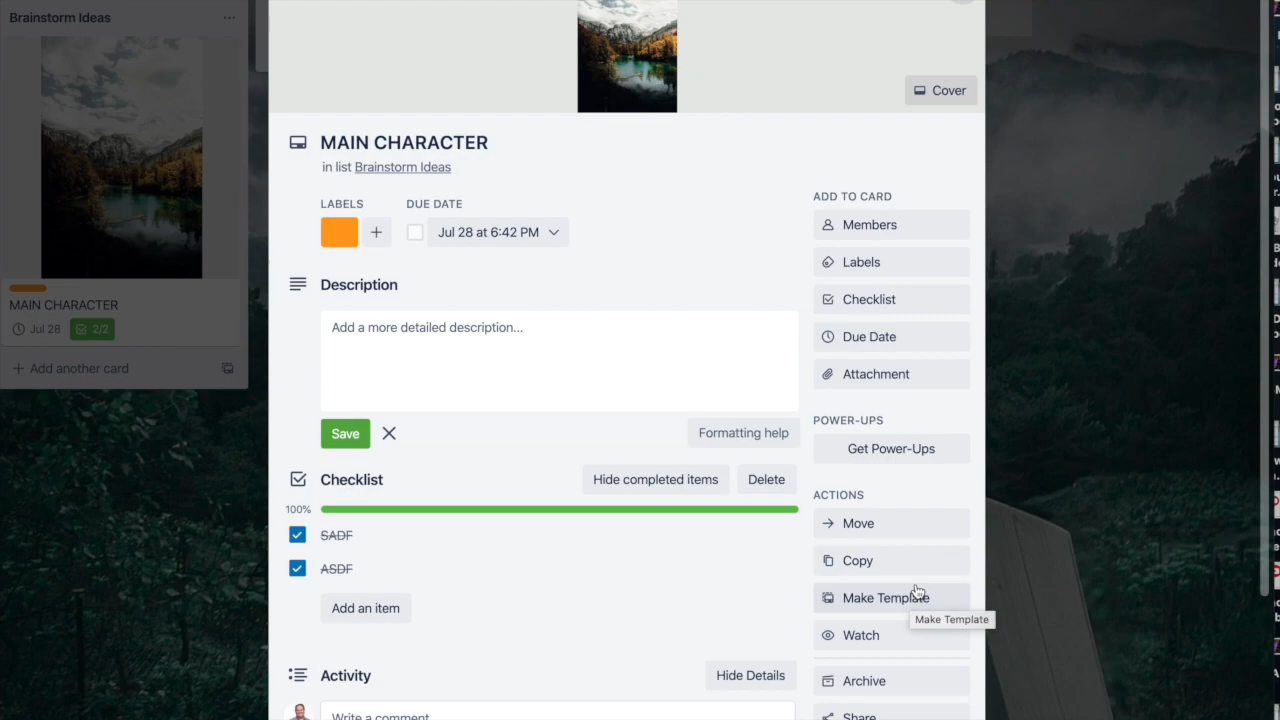 Brainstorm Ideas
MAIN CHARACTER
Jul 28
2/2
Add another card
Cover
MAIN CHARACTER
in list Brainstorm Ideas
LABELS
DUE DATE
Jul 28 at 6:42 PM
Description
Add a more detailed description...
Save
Formatting help
Checklist
Hide completed items
Delete
100%
SADF
ASDF
Add an item
Activity
Hide Details
Write a comment
ADD TO CARD
Members
Labels
Checklist
Due Date
Attachment
POWER-UPS
Get Power-Ups
ACTIONS
Move
Copy
Make Template
Make Template
Watch
Archive
Share